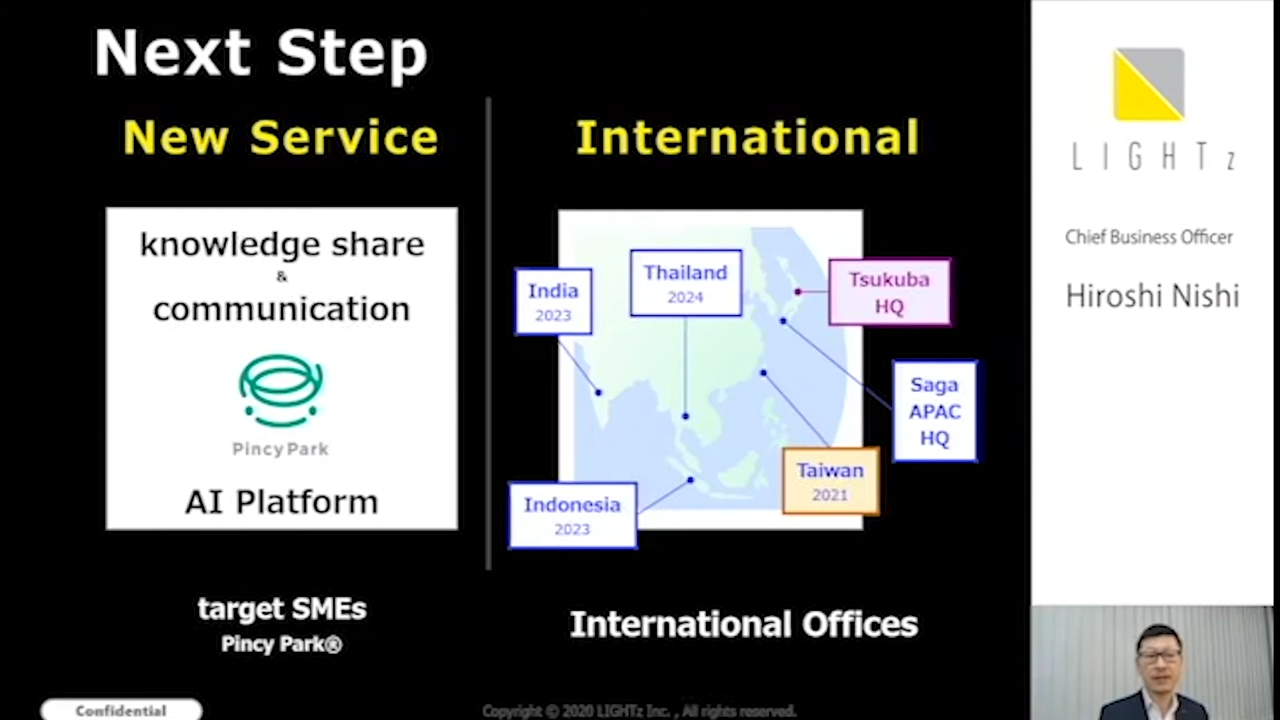 Next Step
New Service
knowledge share
&
communication
Pincy Park
AI Platform
target SMEs
Pincy Park®
International
India
2023
Thailand
2024
Tsukuba
HQ
Saga
APAC
HQ
Taiwan
2021
Indonesia
2023
International Offices
Confidential
Copyright © 2020 LIGHTz Inc. , All rights reserved.
LIGHTz
Chief Business Officer
Hiroshi Nishi